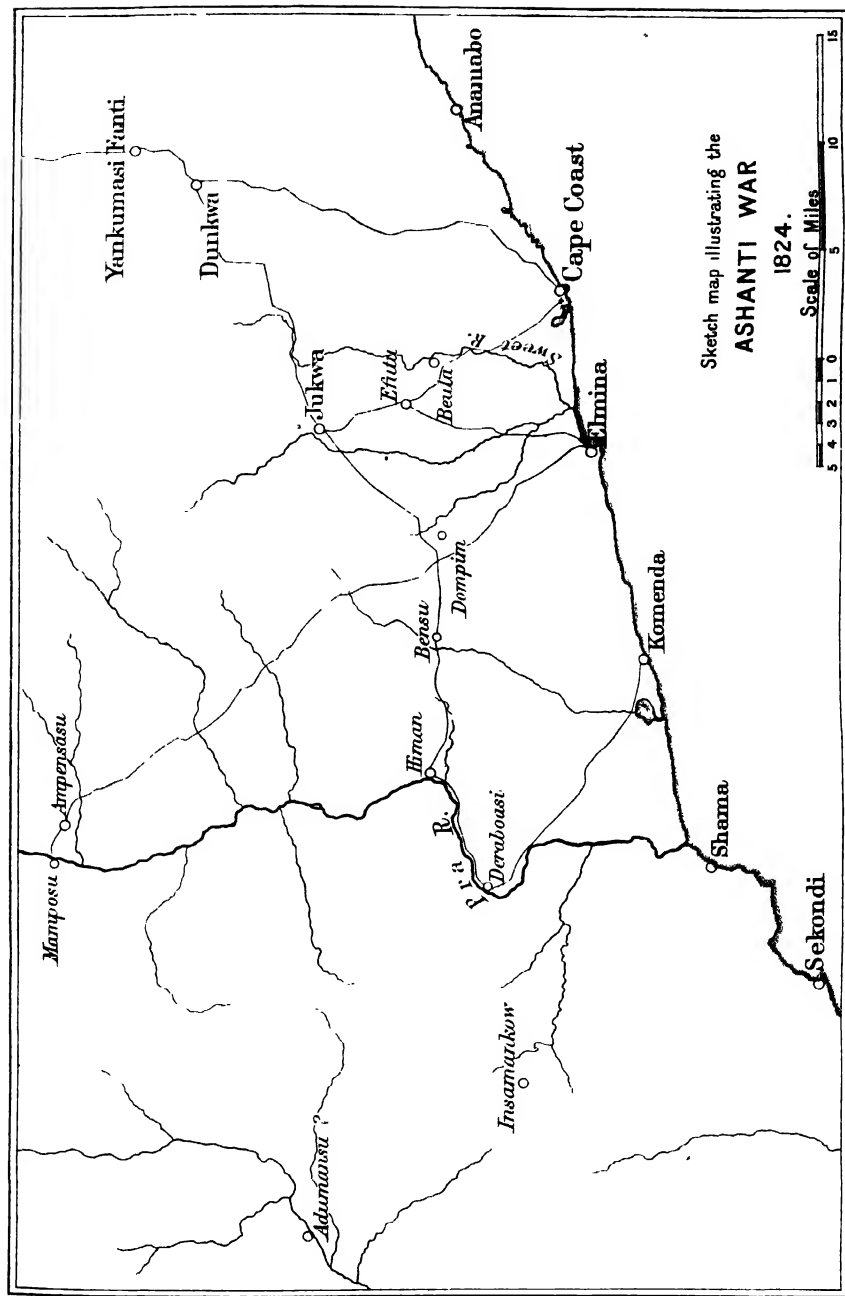 Sketch map illustrating the
ASHANTI WAR
1824.
Scale of Miles
5 4 3 2 1 0 5 10 15
Mamposu
Ampensasu
Yankumasi Fanti
Dunkwa
Adumansu ?
Jukwa
Efutu
Beula
Himan
Bensu
Dompim
Sweet R.
Pra R.
Deraboasi
Insamankow
Anamabo
Cape Coast
Elmina
Komenda
Shama
Sekondi